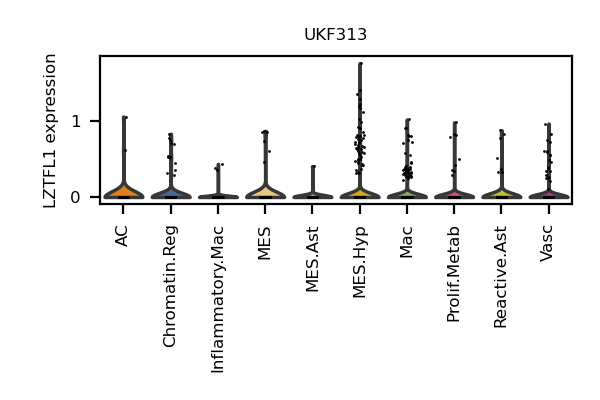 UKF313
LZTFL1 expression
1
0
AC
Chromatin.Reg
Inflammatory.Mac
MES
MES.Ast
MES.Hyp
Mac
Prolif.Metab
Reactive.Ast
Vasc